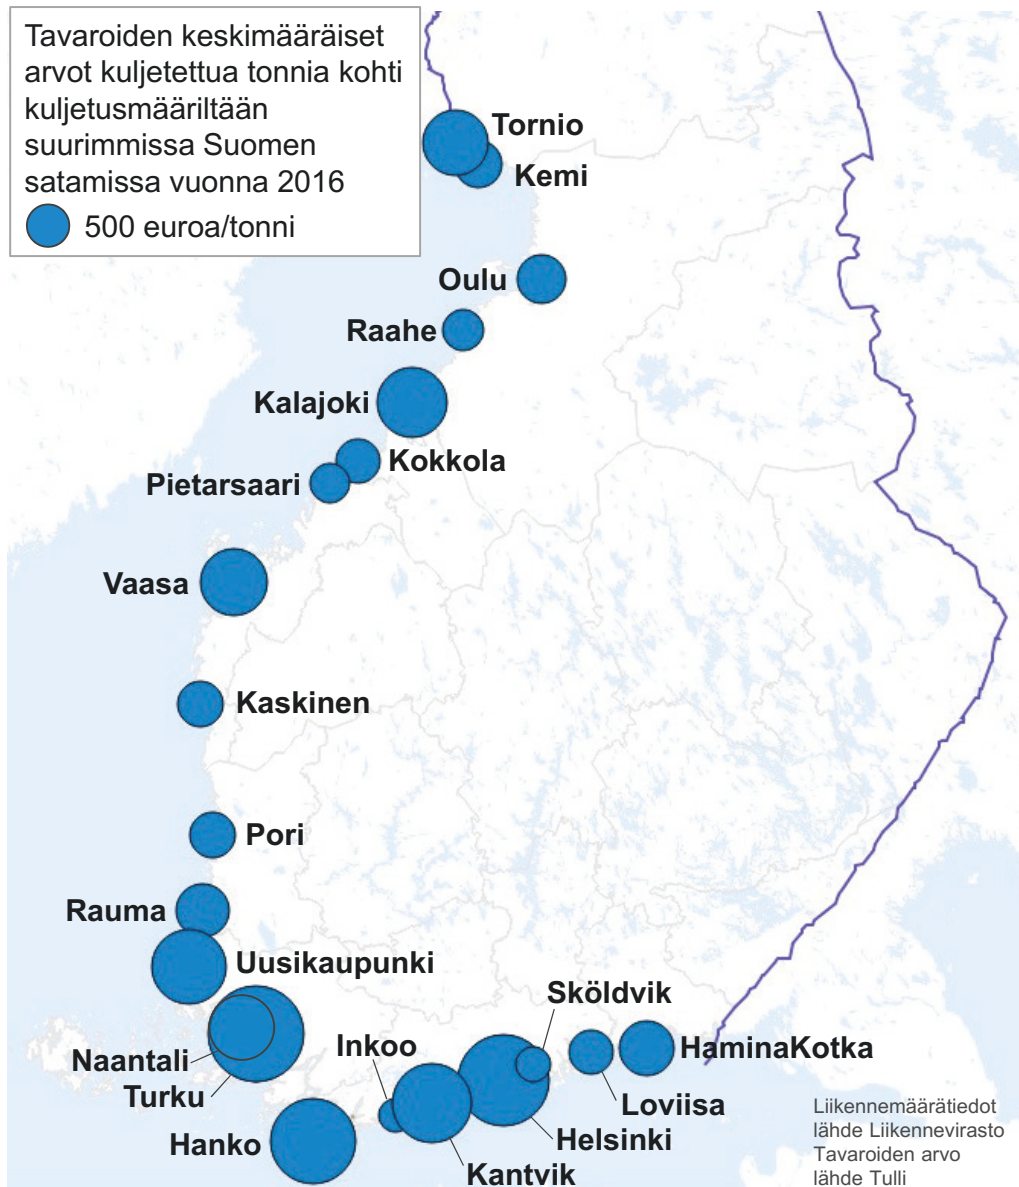 Tavaroiden keskimääräiset
arvot kuljetettua tonnia kohti
kuljetusmääriltään
suurimmissa Suomen
satamissa vuonna 2016
500 euroa/tonni
Tornio
Kemi
Oulu
Raahe
Kalajoki
Kokkola
Pietarsaari
Vaasa
Kaskinen
Pori
Rauma
Uusikaupunki
Sköldvik
Inkoo
HaminaKotka
Naantali
Turku
Loviisa
Hanko
Helsinki
Kantvik
Liikennemäärätiedot
lähde Liikennevirasto
Tavaroiden arvo
lähde Tulli